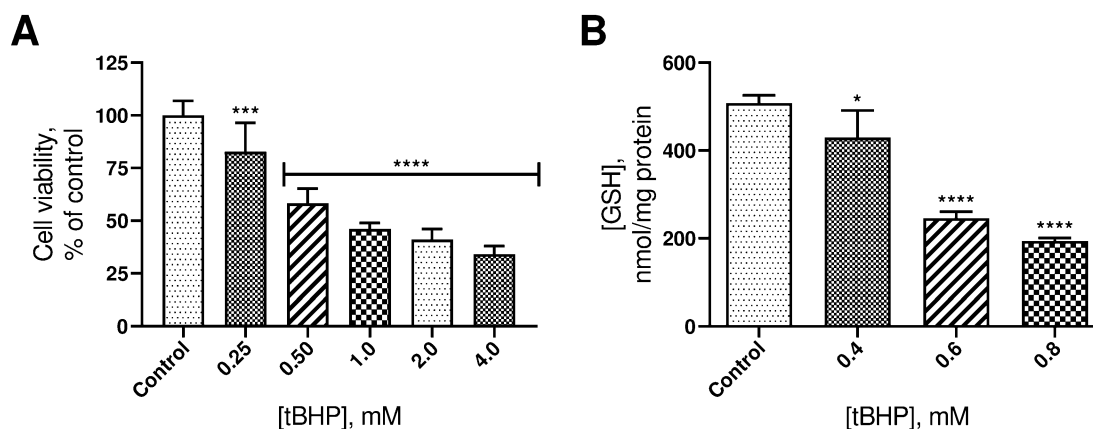 A
Cell viability,
% of control
125
100
75
50
25
0
***
****
Control
0.25
0.50
1.0
2.0
4.0
[tBHP], mM
B
[GSH],
nmol/mg protein
600
400
200
0
*
****
****
Control
0.4
0.6
0.8
[tBHP], mM